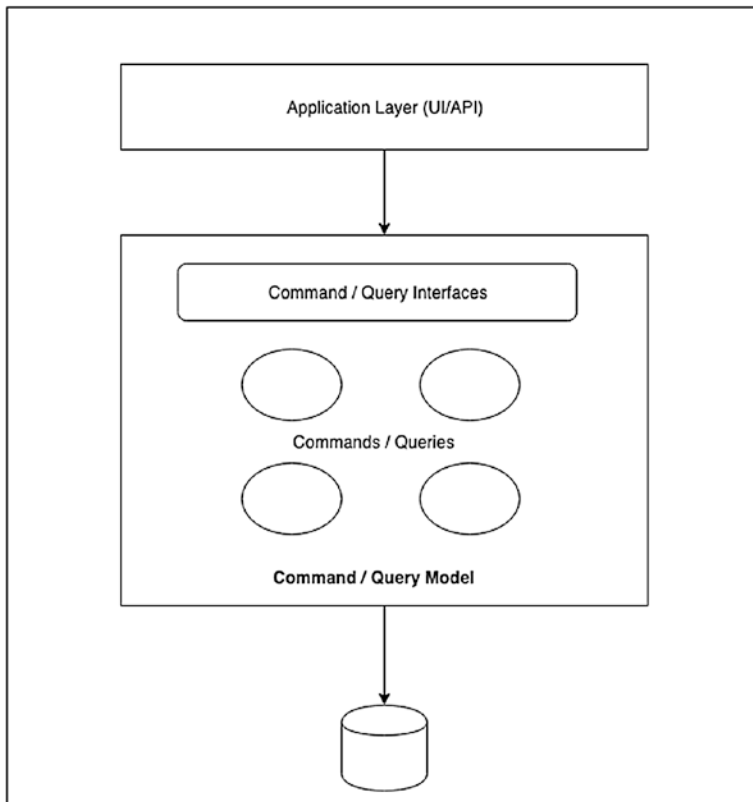 Application Layer (UI/API)
Command / Query Interfaces
Commands / Queries
Command / Query Model